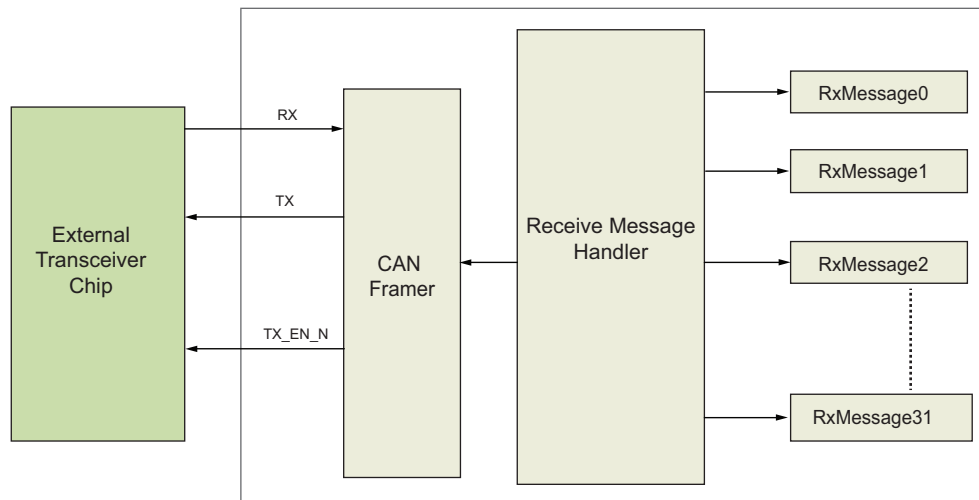 External
Transceiver
Chip
RX
TX
TX_EN_N
CAN
Framer
Receive Message
Handler
RxMessage0
RxMessage1
RxMessage2
RxMessage31